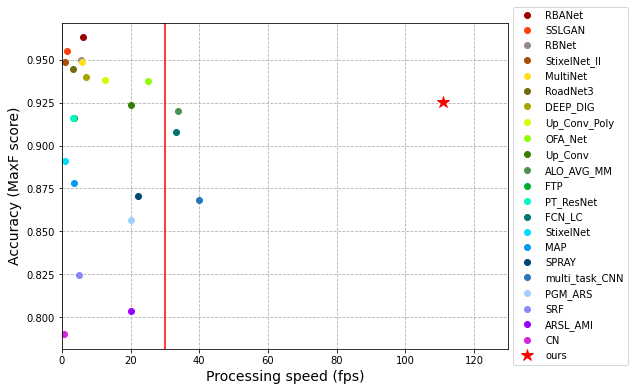 0.950
0.925
0.900
0.875
0.850
0.825
0.800
Accuracy (MaxF score)
0 20 40 60 80 100 120
Processing speed (fps)
RBANet
SSLGAN
RBNet
StixelNet_II
MultiNet
RoadNet3
DEEP_DIG
Up_Conv_Poly
OFA_Net
Up_Conv
ALO_AVG_MM
FTP
PT_ResNet
FCN_LC
StixelNet
MAP
SPRAY
multi_task_CNN
PGM_ARS
SRF
ARSL_AMI
CN
ours